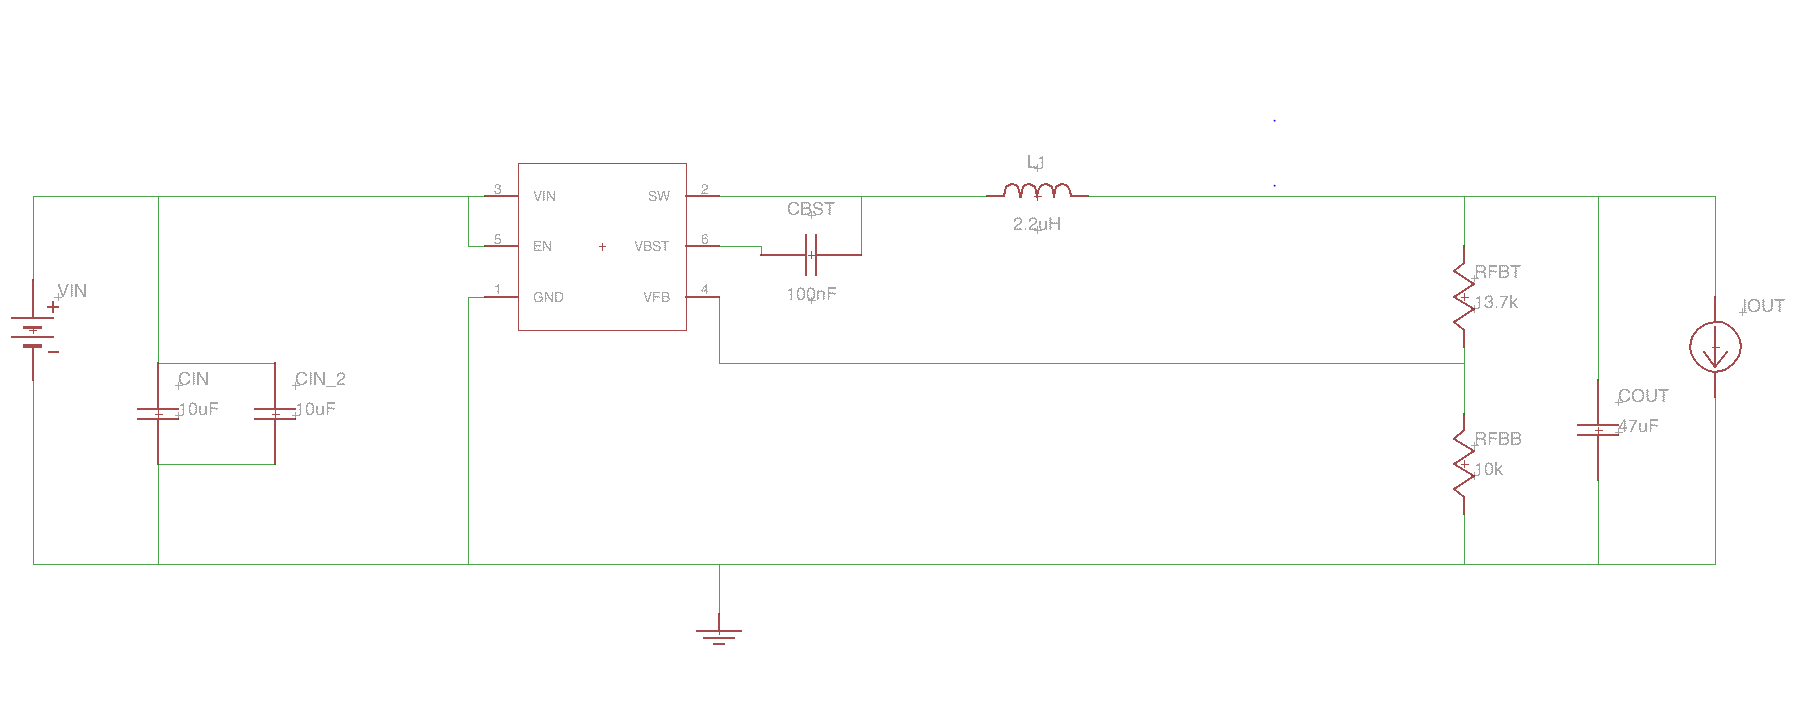 L1
3
VIN
SW
2
CBST
2.2uH
5
EN
VBST
6
RFBT
VIN
+
100nF
1
GND
VFB
4
13.7k
IOUT
−
CIN
CIN_2
10uF
10uF
COUT
47uF
RFBB
10k